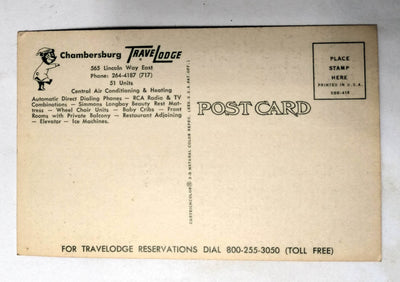 Chambersburg TRAVELODGE
565 Lincoln Way East
Phone: 264-4187 (717)
51 Units
Central Air Conditioning & Heating
Automatic Direct Dialing Phones — RCA Radio & TV
Combinations — Simmons Longboy Beauty Rest Mat-
tress — Wheel Chair Units — Baby Cribs — Front
Rooms with Private Balcony — Restaurant Adjoining
— Elevator — Ice Machines.
POST CARD
PLACE
STAMP
HERE
PRINTED IN U.S.A.
FOR TRAVELODGE RESERVATIONS DIAL 800-255-3050 (TOLL FREE)